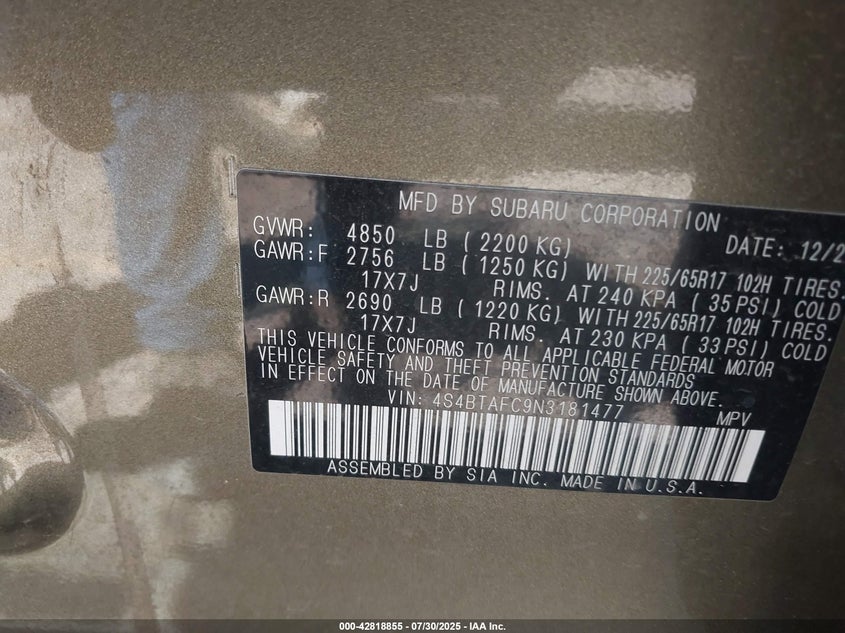 MFD BY SUBARU CORPORATION
GVWR: 4850 LB ( 2200 KG) DATE: 12/2
GAWR:F 2756 LB ( 1250 KG) WITH 225/65R17 102H TIRES.
17X7J RIMS. AT 240 KPA ( 35 PSI) COLD
GAWR:R 2690 LB ( 1220 KG) WITH 225/65R17 102H TIRES.
17X7J RIMS. AT 230 KPA ( 33 PSI) COLD
THIS VEHICLE CONFORMS TO ALL APPLICABLE FEDERAL MOTOR
VEHICLE SAFETY AND THEFT PREVENTION STANDARDS
IN EFFECT ON THE DATE OF MANUFACTURE SHOWN ABOVE.
VIN: 4S4BTAFC9N3181477 MPV
ASSEMBLED BY SIA INC. MADE IN U.S.A.
000-42818855 - 07/30/2025 - IAA Inc.